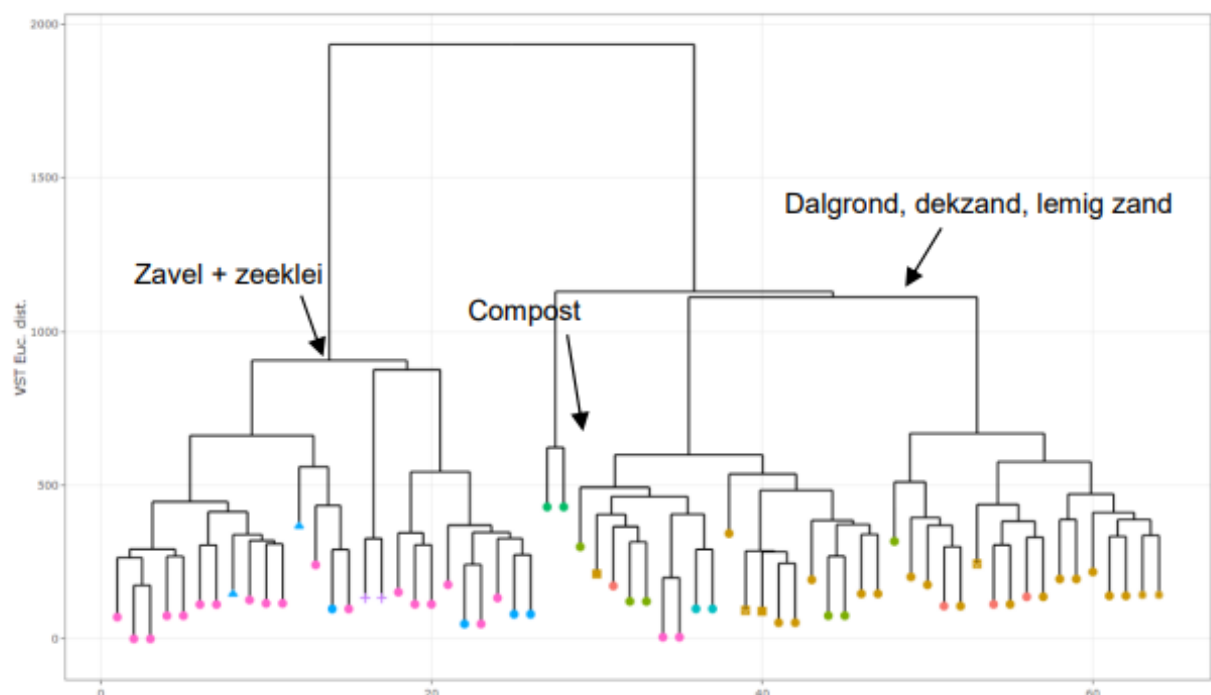 2000
1500
1000
500
0
VST Euc. dist.
Zavel + zeeklei
Compost
Dalgrond, dekzand, lemig zand
0
20
40
60